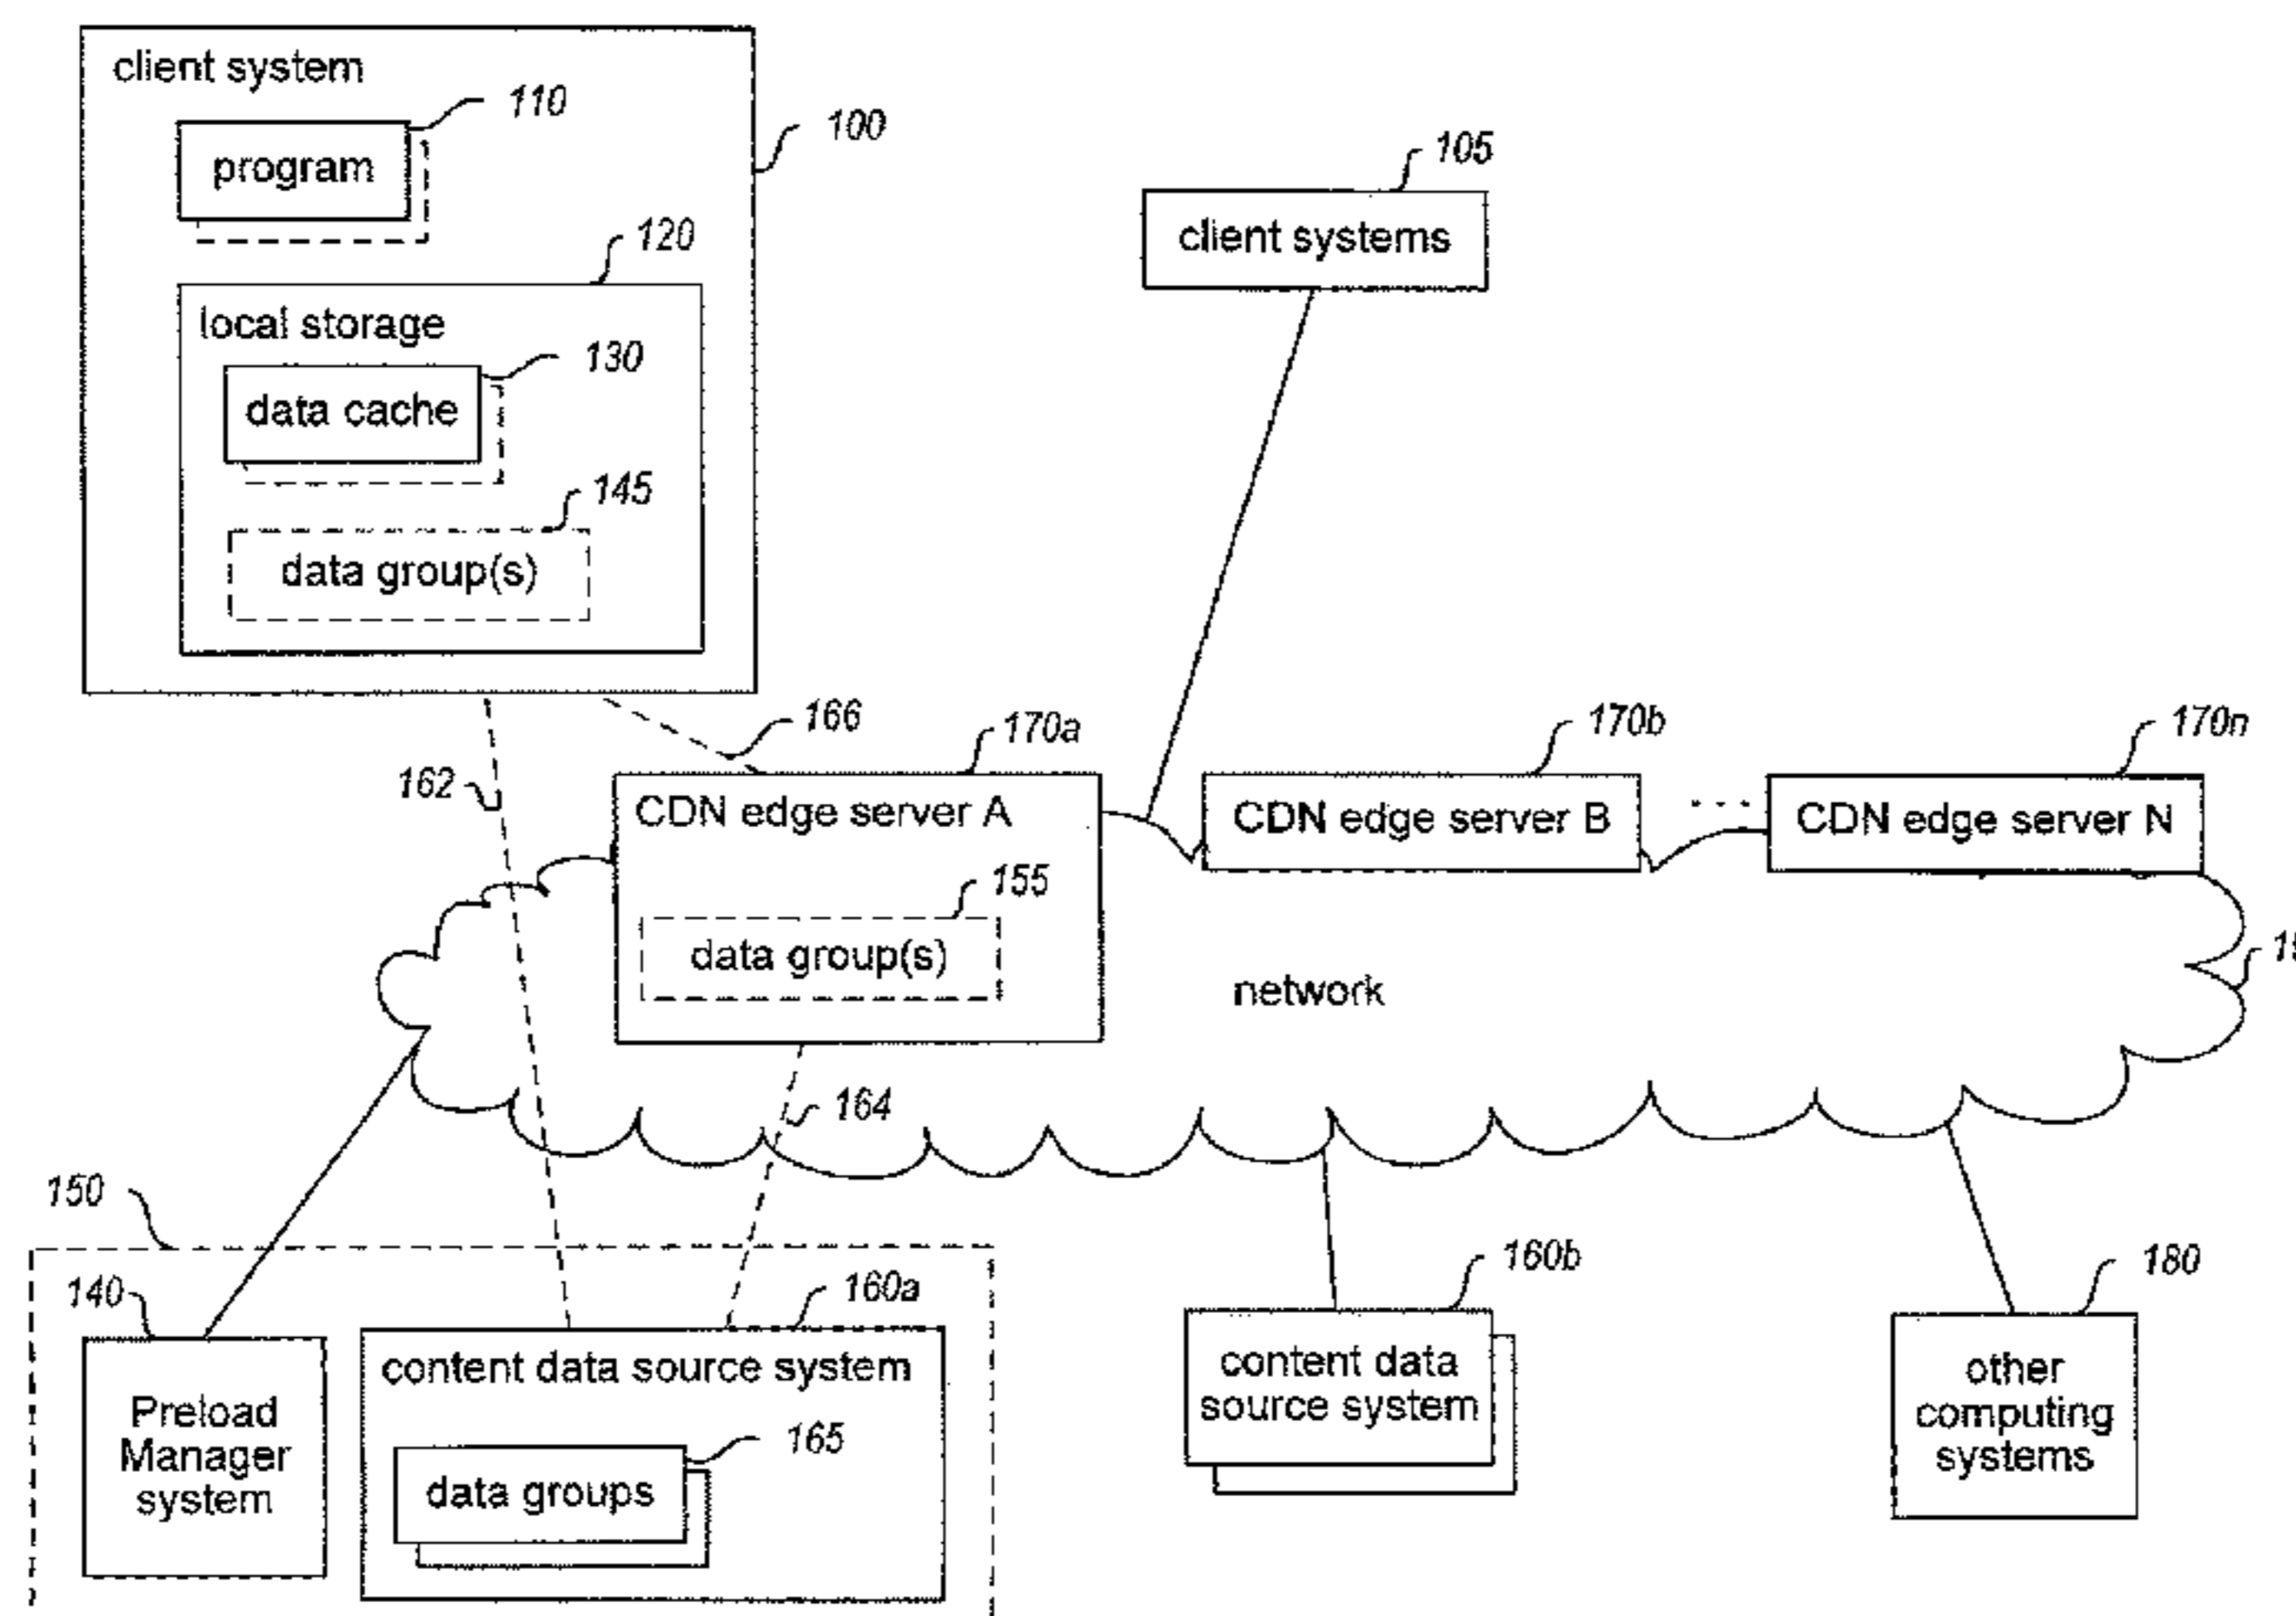 client system
110
100
program
105
client systems
120
local storage
130
data cache
145
data group(s)
166
170a
170b
170n
162
CDN edge server A
CDN edge server B
CDN edge server N
155
data group(s)
network
164
150
140
160a
160b
180
Preload
Manager
system
content data source system
165
data groups
content data
source system
other
computing
systems